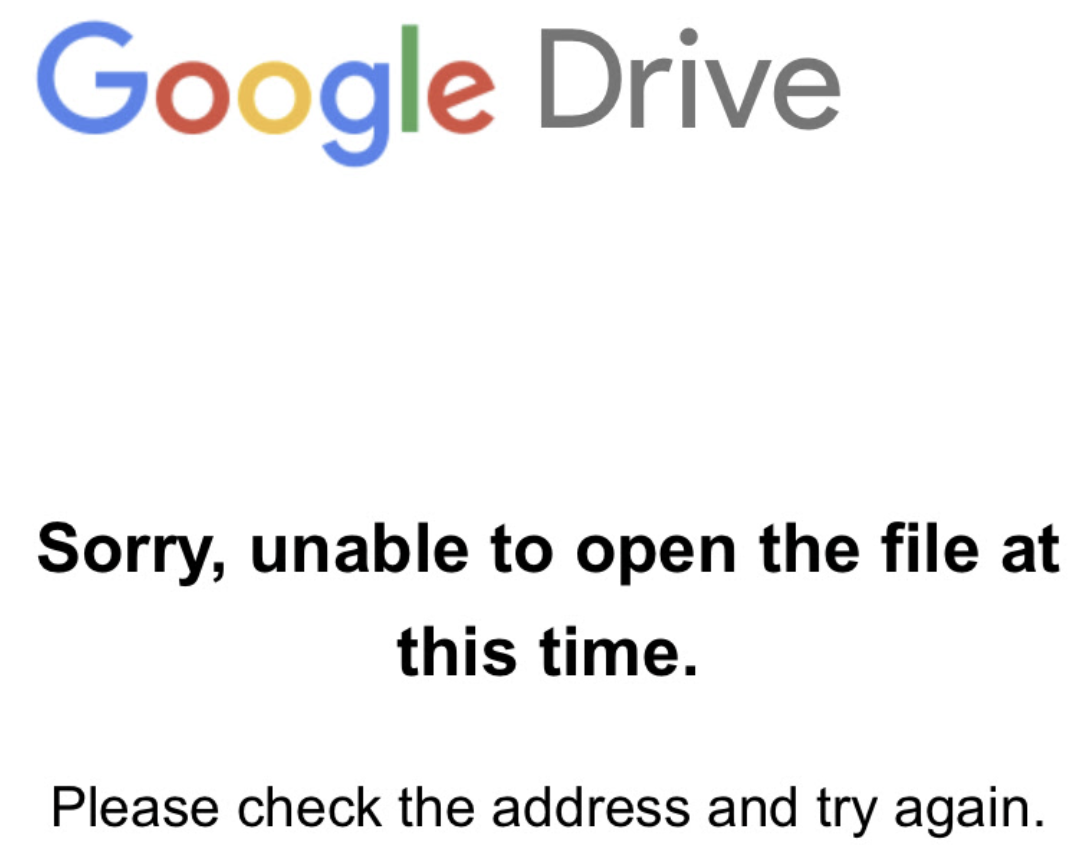 Google Drive
Sorry, unable to open the file at
this time.
Please check the address and try again.